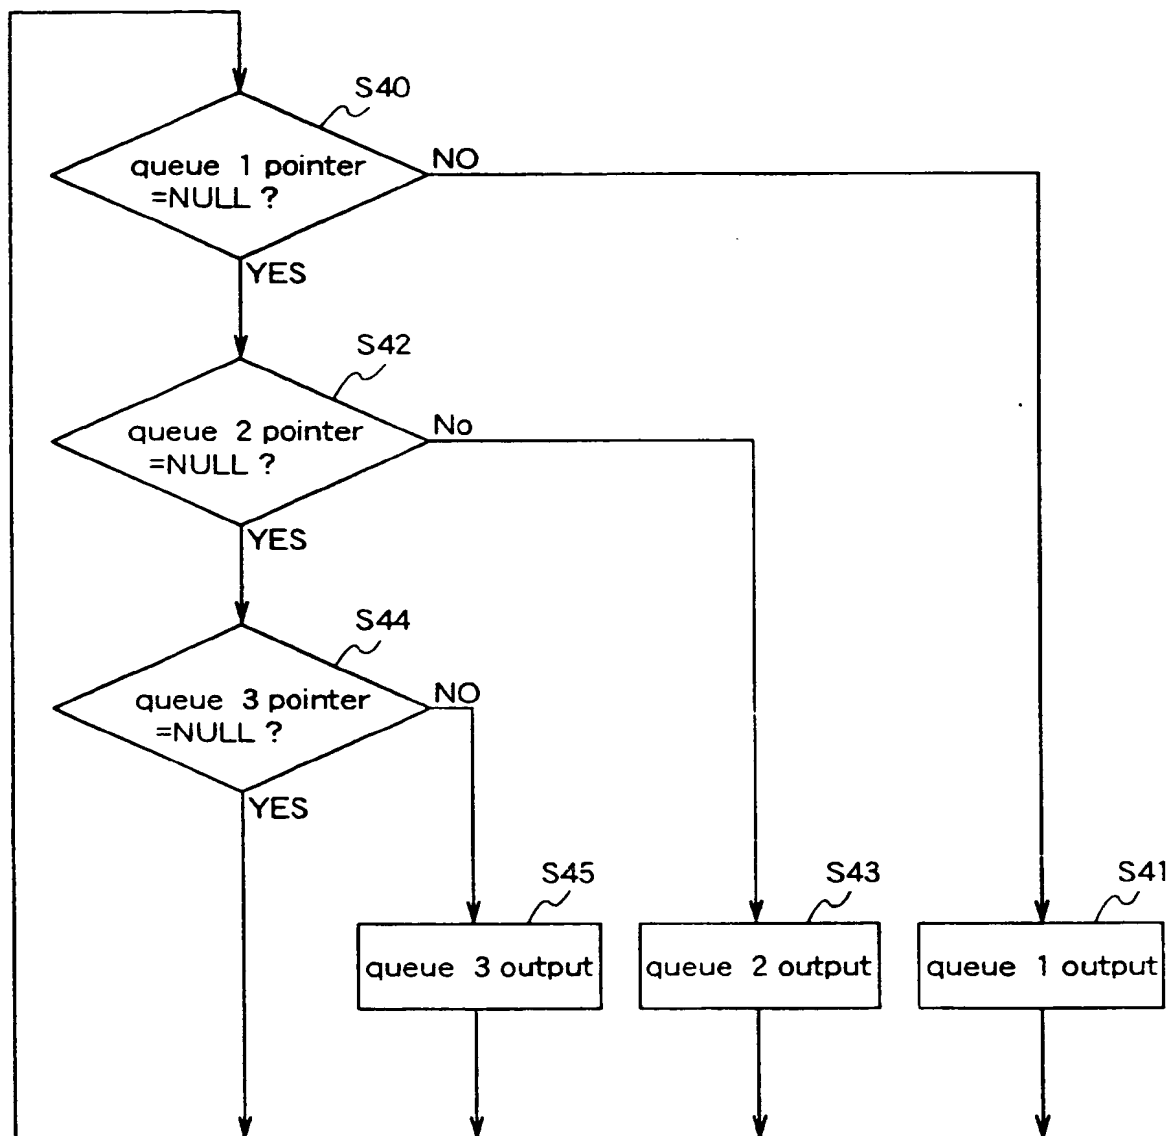 S40
queue 1 pointer
=NULL ?
NO
YES
S42
queue 2 pointer
=NULL ?
No
YES
S44
queue 3 pointer
=NULL ?
NO
YES
S45
S43
S41
queue 3 output
queue 2 output
queue 1 output